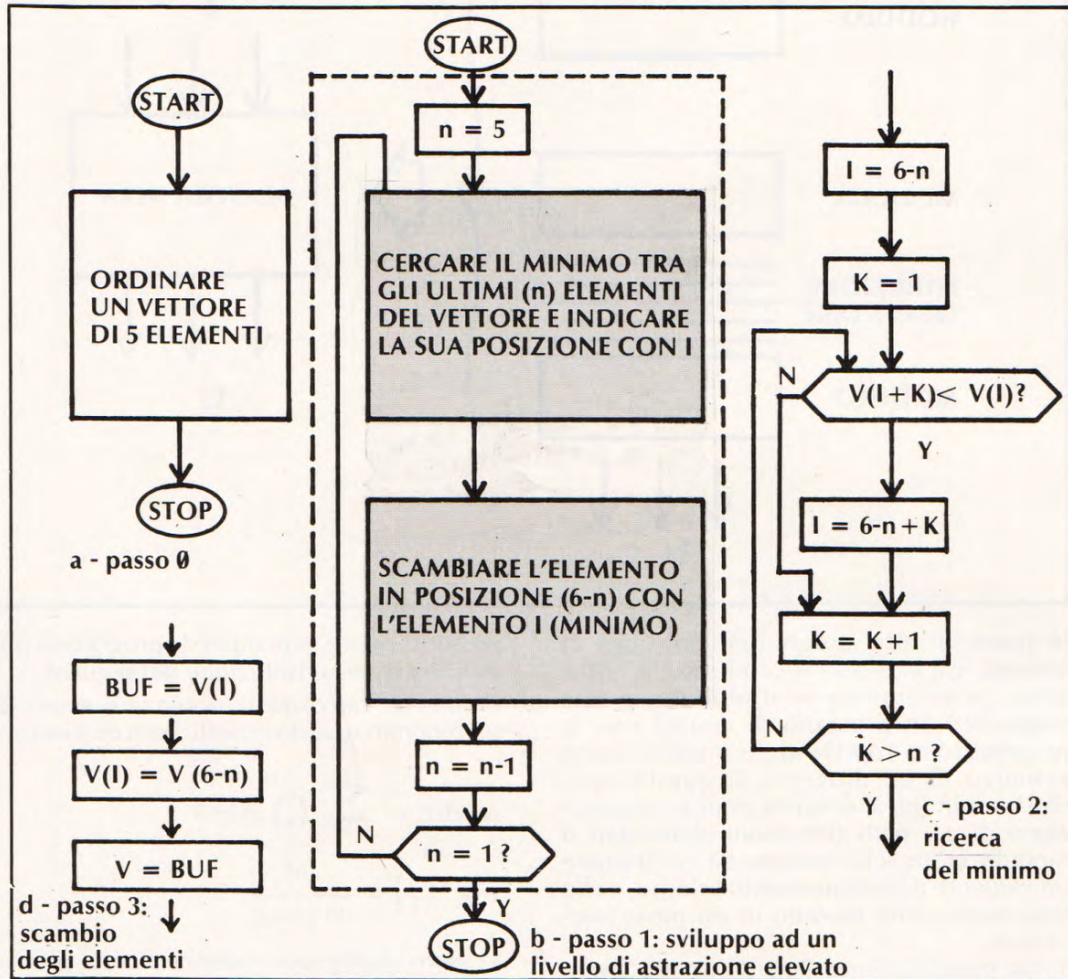 START
ORDINARE
UN VETTORE
DI 5 ELEMENTI
STOP
a - passo 0
BUF = V(I)
V(I) = V (6-n)
V = BUF
d - passo 3:
scambio
degli elementi
START
n = 5
CERCARE IL MINIMO TRA
GLI ULTIMI (n) ELEMENTI
DEL VETTORE E INDICARE
LA SUA POSIZIONE CON I
SCAMBIARE L'ELEMENTO
IN POSIZIONE (6-n) CON
L'ELEMENTO I (MINIMO)
n = n-1
N
n = 1 ?
Y
STOP
b - passo 1: sviluppo ad un
livello di astrazione elevato
I = 6-n
K = 1
N
V(I + K)< V(I)?
Y
I = 6-n + K
K = K+1
N
K > n ?
Y
c - passo 2:
ricerca
del minimo